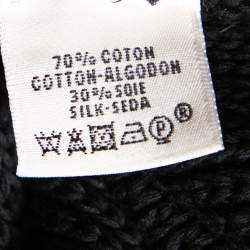 70% COTON
COTTON-ALGODON
30% SOIE
SILK-SEDA
P